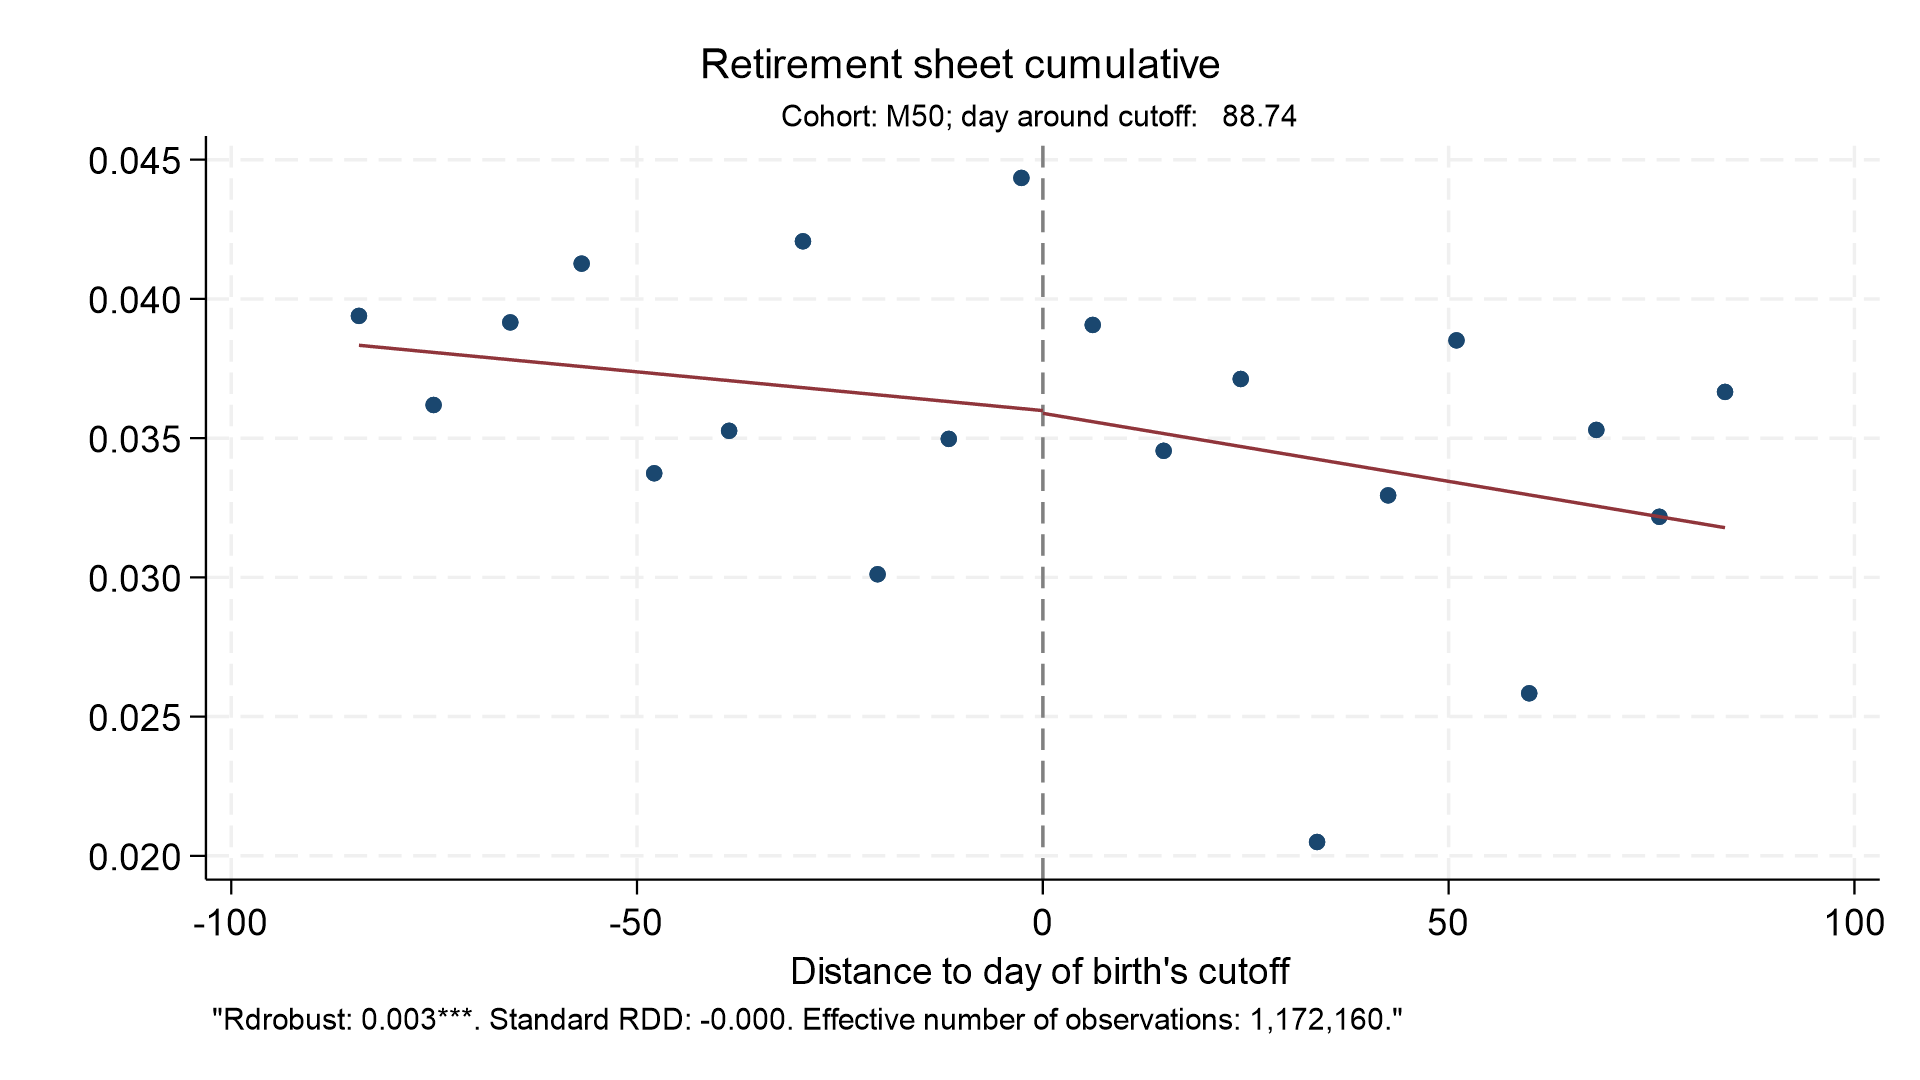 Retirement sheet cumulative
Cohort: M50; day around cutoff: 88.74
0.045
0.040
0.035
0.030
0.025
0.020
-100 -50 0 50 100
Distance to day of birth's cutoff
"Rdrobust: 0.003***. Standard RDD: -0.000. Effective number of observations: 1,172,160."